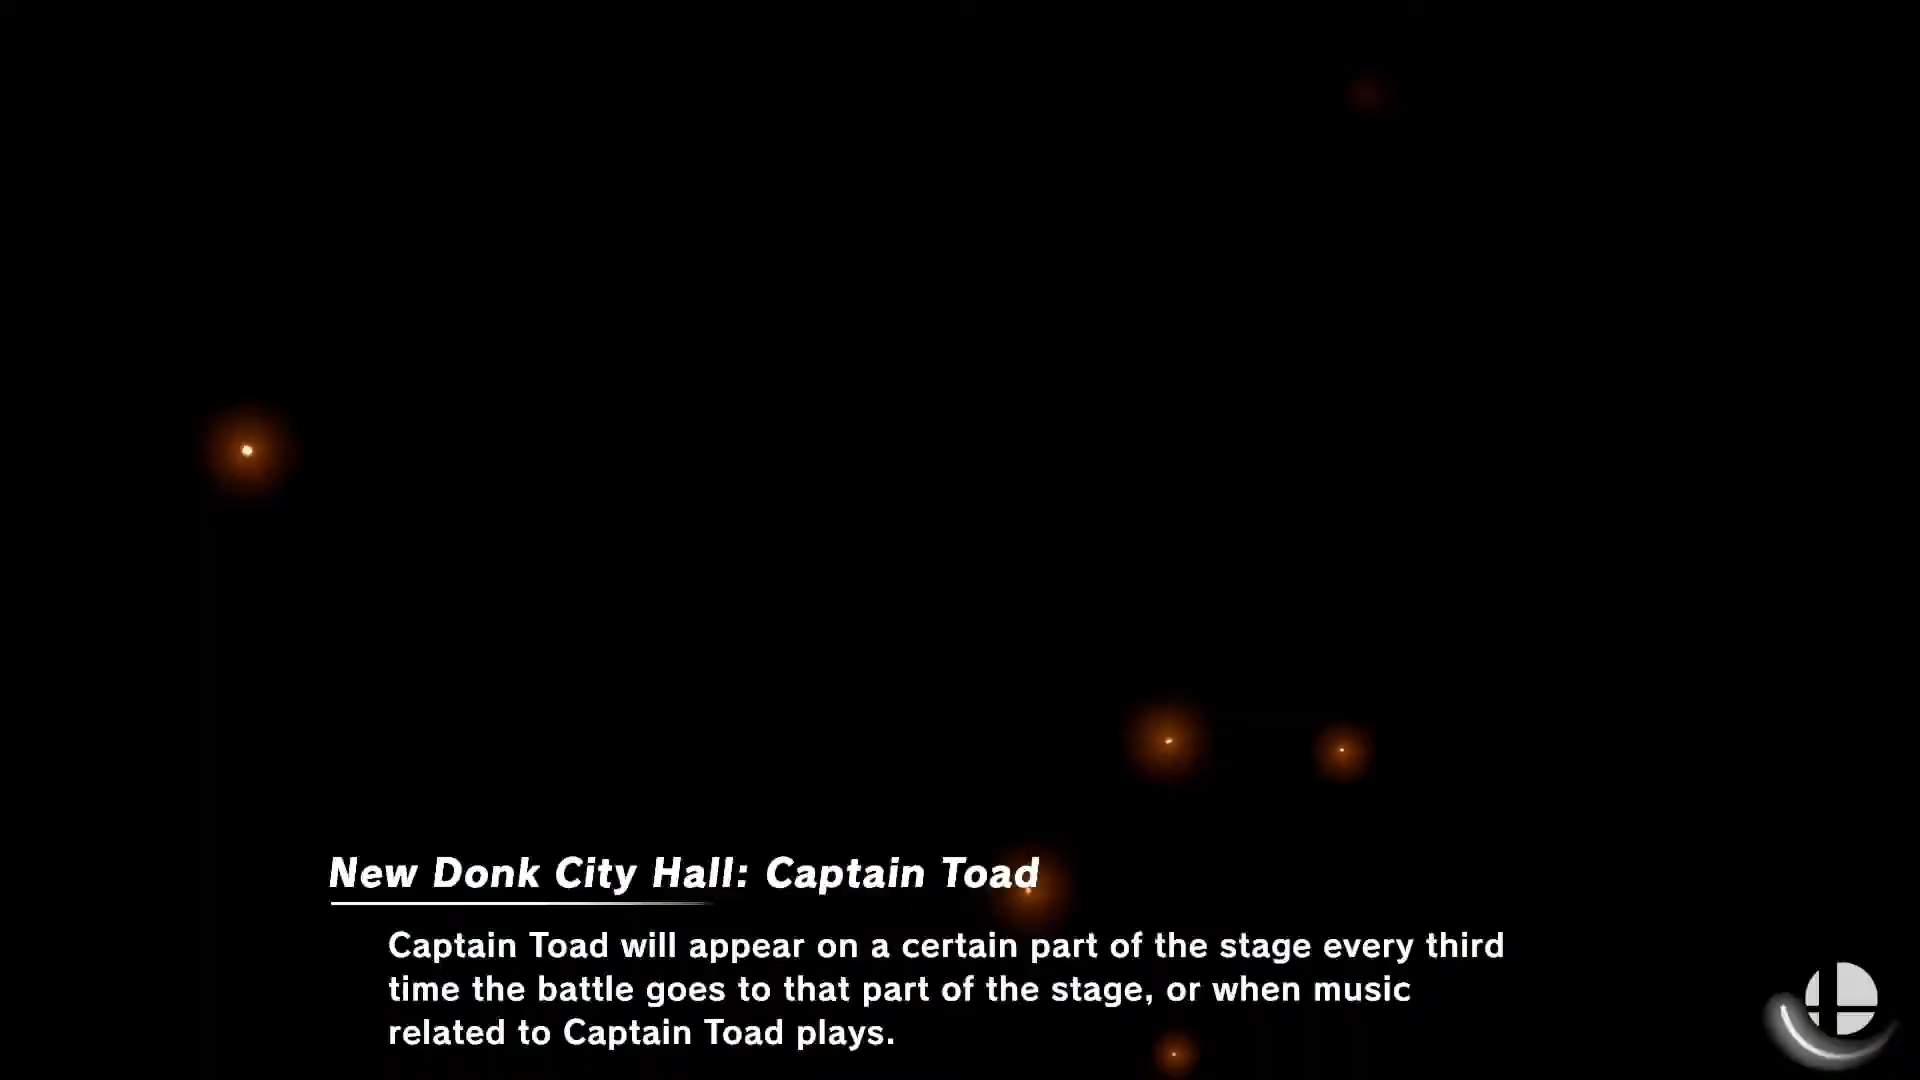 New Donk City Hall: Captain Toad
Captain Toad will appear on a certain part of the stage every third
time the battle goes to that part of the stage, or when music
related to Captain Toad plays.